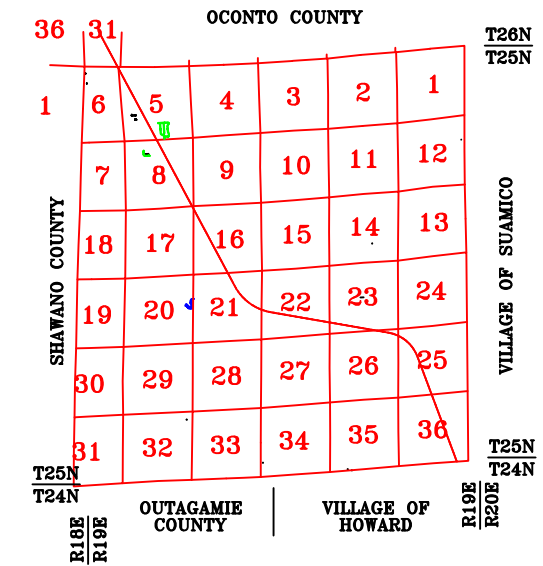 OCONTO COUNTY
36 31
T26N
T25N
1 6 5 4 3 2 1
7 8 9 10 11 12
18 17 16 15 14 13
19 20 21 22 23 24
30 29 28 27 26 25
31 32 33 34 35 36
SHAWANO COUNTY
VILLAGE OF SUAMICO
T25N
T24N
T25N
T24N
R18E
R19E
OUTAGAMIE
COUNTY
VILLAGE OF
HOWARD
R19E
R20E